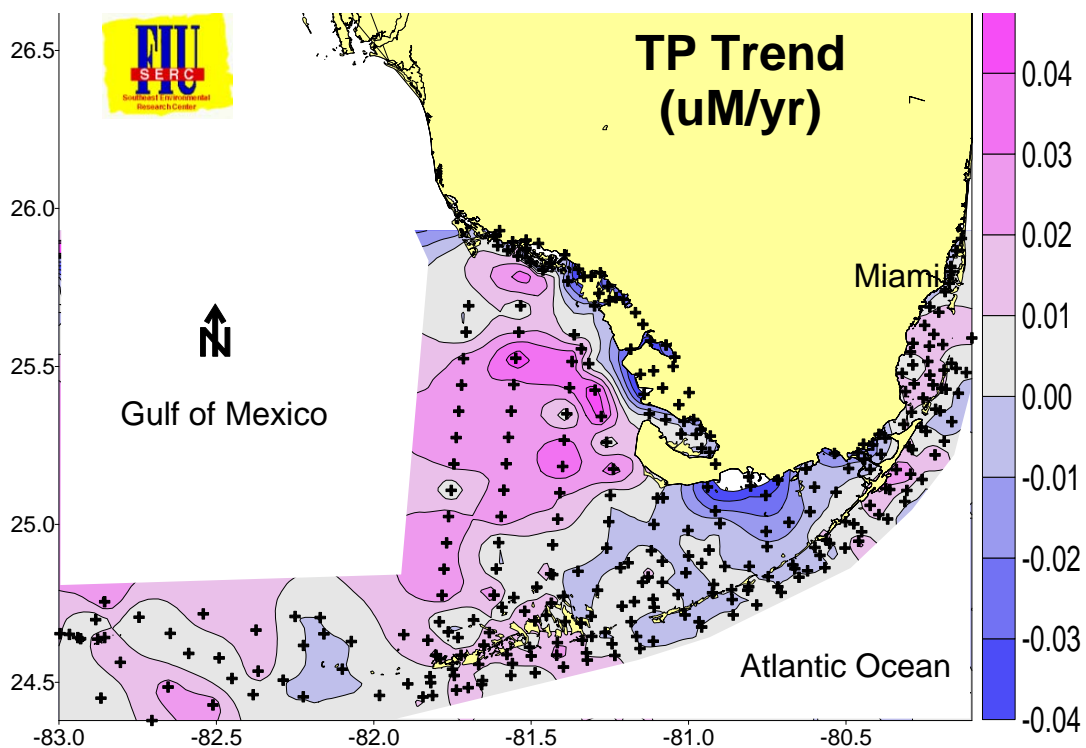 FIU
SERC
Southeast Environmental
Research Center
TP Trend
(uM/yr)
Miami
N
Gulf of Mexico
Atlantic Ocean
26.5
26.0
25.5
25.0
24.5
-83.0
-82.5
-82.0
-81.5
-81.0
-80.5
0.04
0.03
0.02
0.01
0.00
-0.01
-0.02
-0.03
-0.04